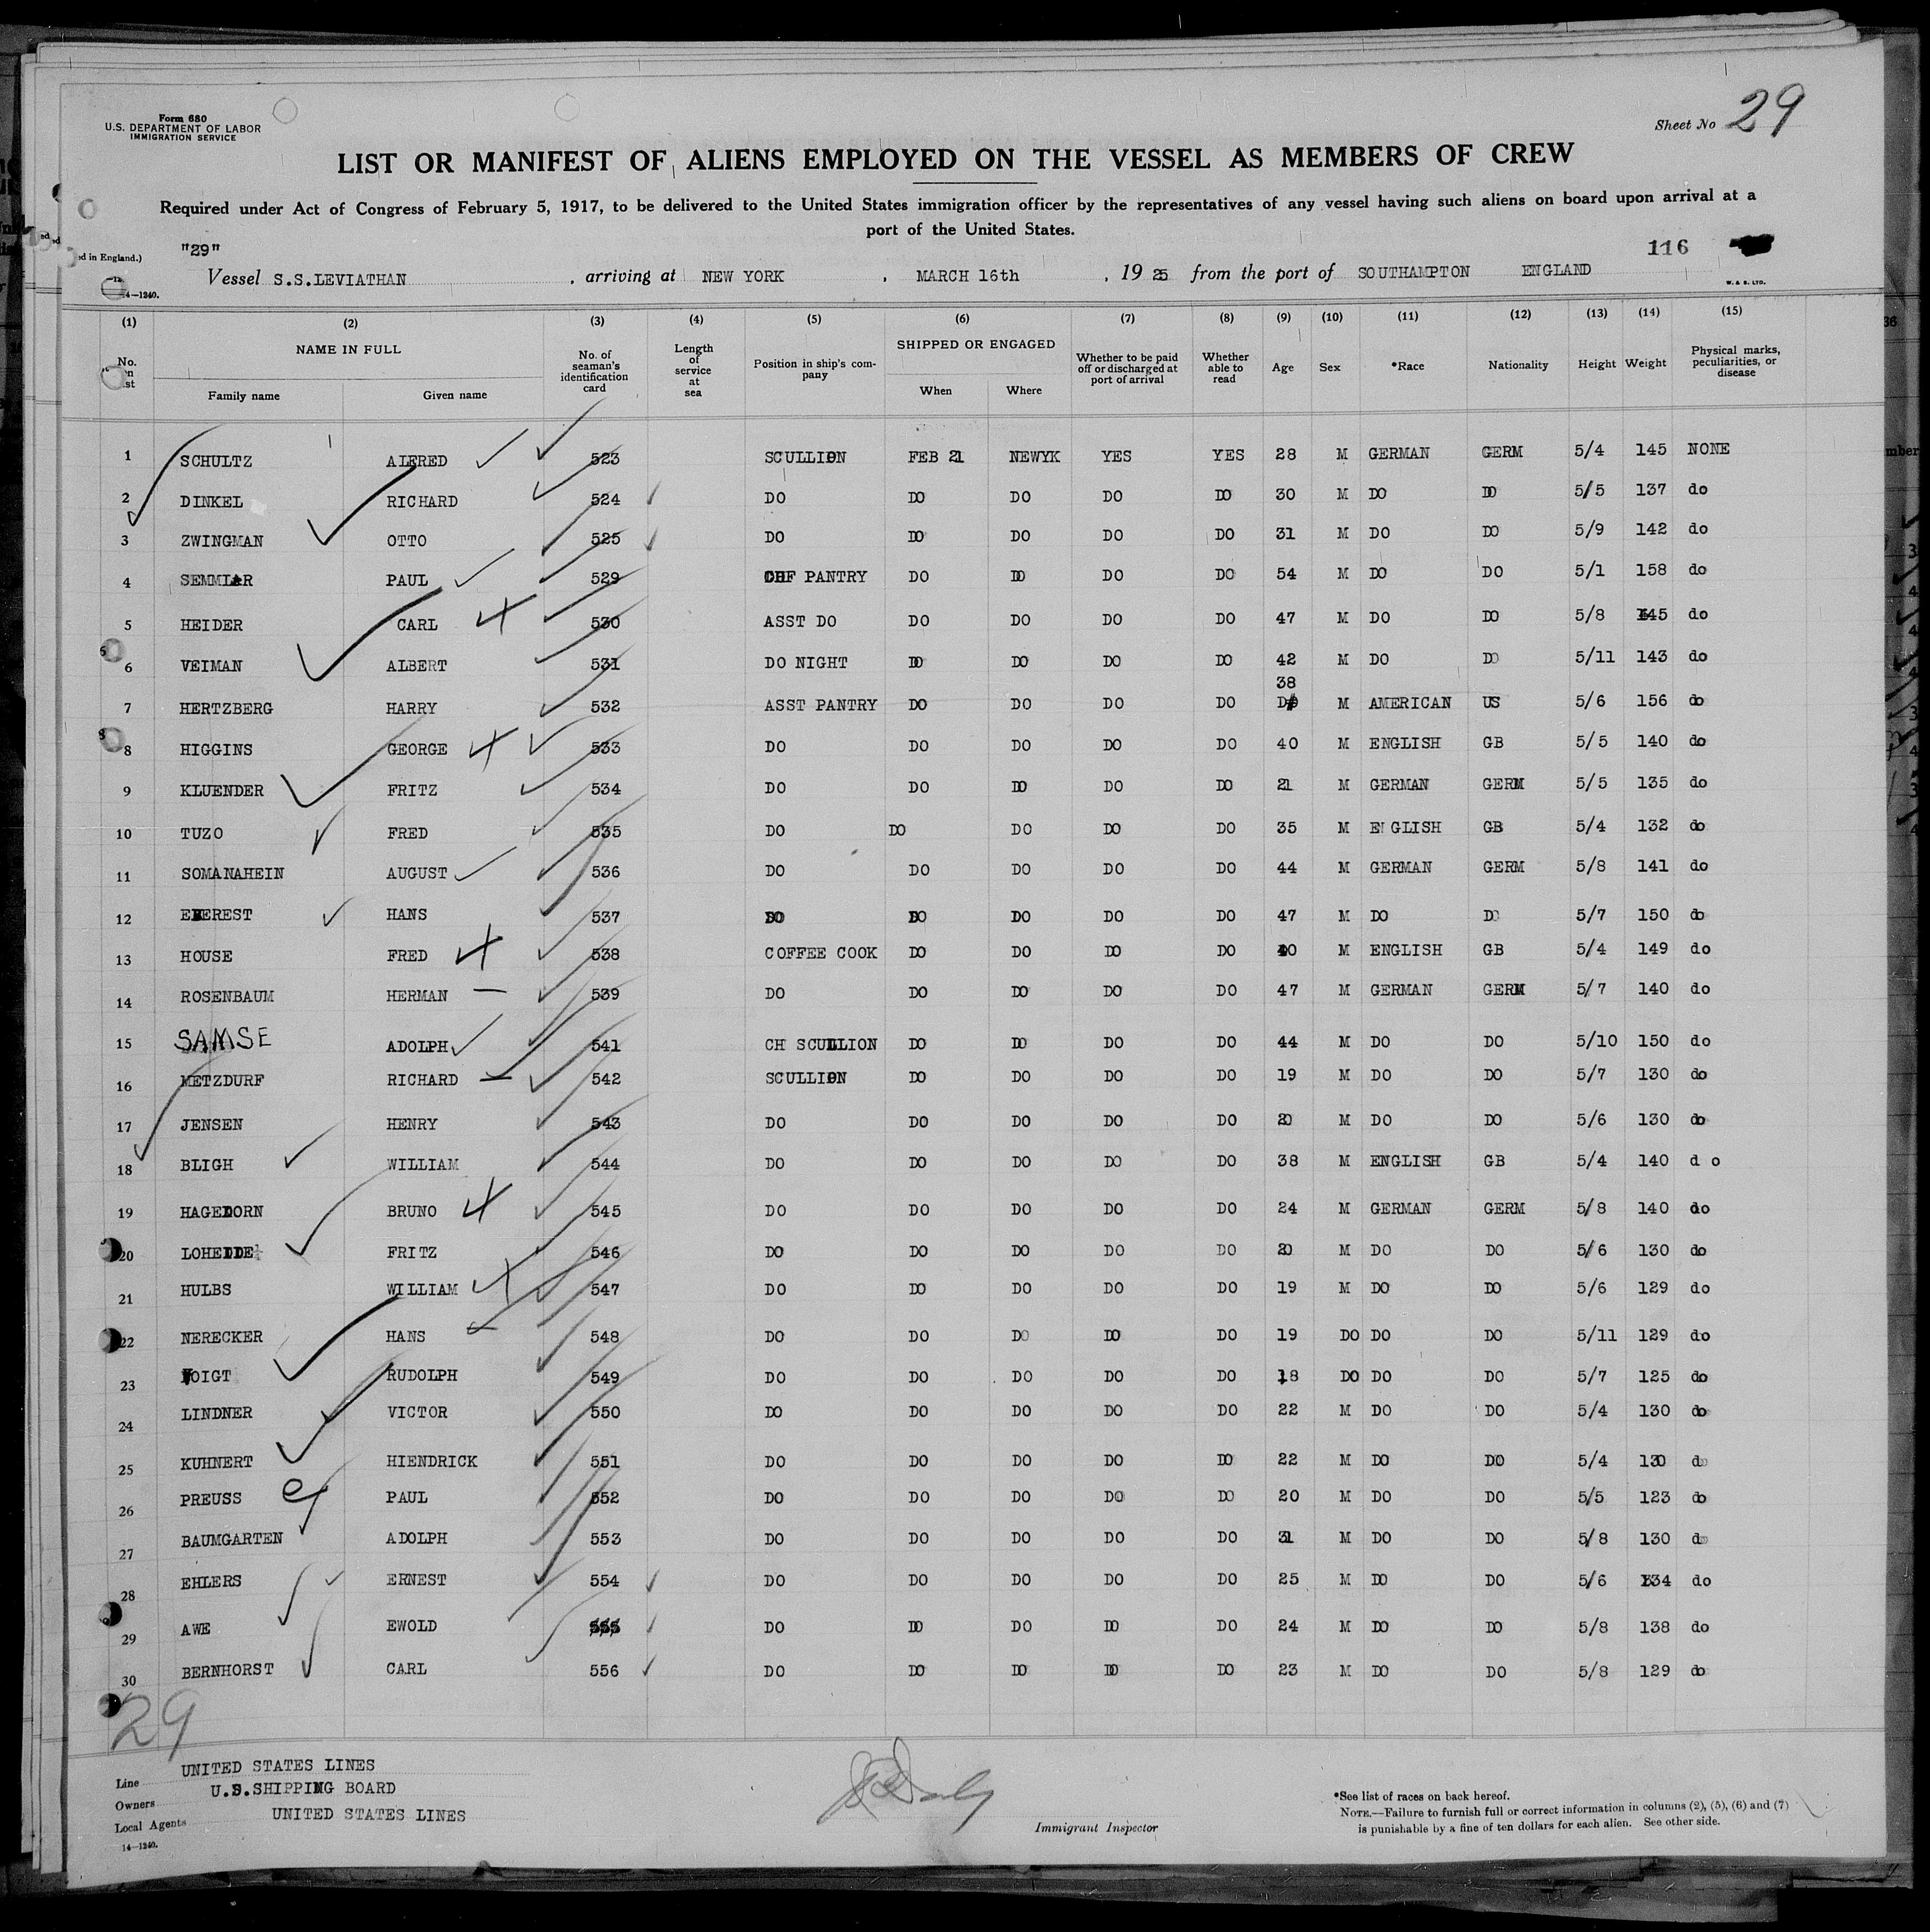 Form 680
U.S. DEPARTMENT OF LABOR
IMMIGRATION SERVICE
Sheet No 29
LIST OR MANIFEST OF ALIENS EMPLOYED ON THE VESSEL AS MEMBERS OF CREW
Required under Act of Congress of February 5, 1917, to be delivered to the United States immigration officer by the representatives of any vessel having such aliens on board upon arrival at a
port of the United States.
"29"
116
ed in England.)
Vessel S.S.LEVIATHAN , arriving at NEW YORK , MARCH 16th , 19 25 from the port of SOUTHAMPTON ENGLAND
14—1240.
W. & S. LTD.
(1) (2) (3) (4) (5) (6) (7) (8) (9) (10) (11) (12) (13) (14) (15)
No. NAME IN FULL No. of seaman's identification card Length of service at sea Position in ship's company SHIPPED OR ENGAGED Whether to be paid off or discharged at port of arrival Whether able to read Age Sex *Race Nationality Height Weight Physical marks, peculiarities, or disease
Family name Given name When Where
1 SCHULTZ ALFRED 523 SCULLION FEB 21 NEWYK YES YES 28 M GERMAN GERM 5/4 145 NONE
2 DINKEL RICHARD 524 DO DO DO DO DO 30 M DO DO 5/5 137 do
3 ZWINGMAN OTTO 525 DO DO DO DO DO 31 M DO DO 5/9 142 do
4 PAUL 529 CHF PANTRY DO DO DO DO 54 M DO DO 5/1 158 do
5 HEIDER CARL 530 ASST DO DO DO DO DO 47 M DO DO 5/8 145 do
6 VEIMAN ALBERT 531 DO NIGHT DO DO DO DO 42 M DO DO 5/11 143 do
7 HERTZBERG HARRY 532 ASST PANTRY DO DO DO DO 38 M AMERICAN US 5/6 156 do
8 HIGGINS GEORGE 533 DO DO DO DO DO 40 M ENGLISH GB 5/5 140 do
9 KLUENDER FRITZ 534 DO DO DO DO DO 21 M GERMAN GERM 5/5 135 do
10 TUZO FRED 535 DO DO DO DO DO 35 M ENGLISH GB 5/4 132 do
11 SOMANAHEIN AUGUST 536 DO DO DO DO DO 44 M GERMAN GERM 5/8 141 do
12 HANS 537 DO DO DO DO DO 47 M DO DO 5/7 150 do
13 HOUSE FRED 538 COFFEE COOK DO DO DO DO 40 M ENGLISH GB 5/4 149 do
14 ROSENBAUM HERMAN 539 DO DO DO DO DO 47 M GERMAN GERM 5/7 140 do
15 SAMSE ADOLPH 541 CH SCULLION DO DO DO DO 44 M DO DO 5/10 150 do
16 METZDURF RICHARD 542 SCULLION DO DO DO DO 19 M DO DO 5/7 130 do
17 JENSEN HENRY 543 DO DO DO DO DO 20 M DO DO 5/6 130 do
18 BLIGH WILLIAM 544 DO DO DO DO DO 38 M ENGLISH GB 5/4 140 d o
19 HAGEDORN BRUNO 545 DO DO DO DO DO 24 M GERMAN GERM 5/8 140 do
20 FRITZ 546 DO DO DO DO DO 20 M DO DO 5/6 130 do
21 HULBS WILLIAM 547 DO DO DO DO DO 19 M DO DO 5/6 129 do
22 NERECKER HANS 548 DO DO DO DO DO 19 DO DO DO 5/11 129 do
23 VOIGT RUDOLPH 549 DO DO DO DO DO 18 DO DO DO 5/7 125 do
24 LINDNER VICTOR 550 DO DO DO DO DO 22 M DO DO 5/4 130 do
25 KUHNERT HIENDRICK 551 DO DO DO DO DO 22 M DO DO 5/4 130 do
26 PREUSS PAUL 552 DO DO DO DO DO 20 M DO DO 5/5 123 do
27 BAUMGARTEN ADOLPH 553 DO DO DO DO DO 31 M DO DO 5/8 130 do
28 EHLERS ERNEST 554 DO DO DO DO DO 25 M DO DO 5/6 134 do
29 AWE EWOLD 555 DO DO DO DO DO 24 M DO DO 5/8 138 do
30 BERNHORST CARL 556 DO DO DO DO DO 23 M DO DO 5/8 129 do
29
Line UNITED STATES LINES
Owners U.S.SHIPPING BOARD
Local Agents UNITED STATES LINES
14—1240.
Immigrant Inspector
*See list of races on back hereof.
NOTE.—Failure to furnish full or correct information in columns (2), (5), (6) and (7)
is punishable by a fine of ten dollars for each alien. See other side.